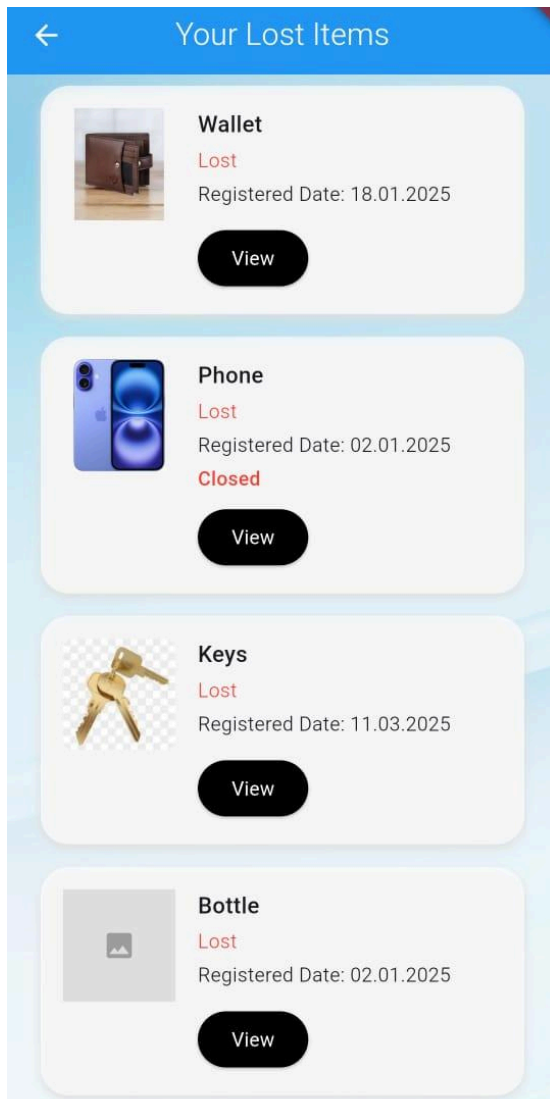 Your Lost Items
Wallet
Lost
Registered Date: 18.01.2025
View
Phone
Lost
Registered Date: 02.01.2025
Closed
View
Keys
Lost
Registered Date: 11.03.2025
View
Bottle
Lost
Registered Date: 02.01.2025
View